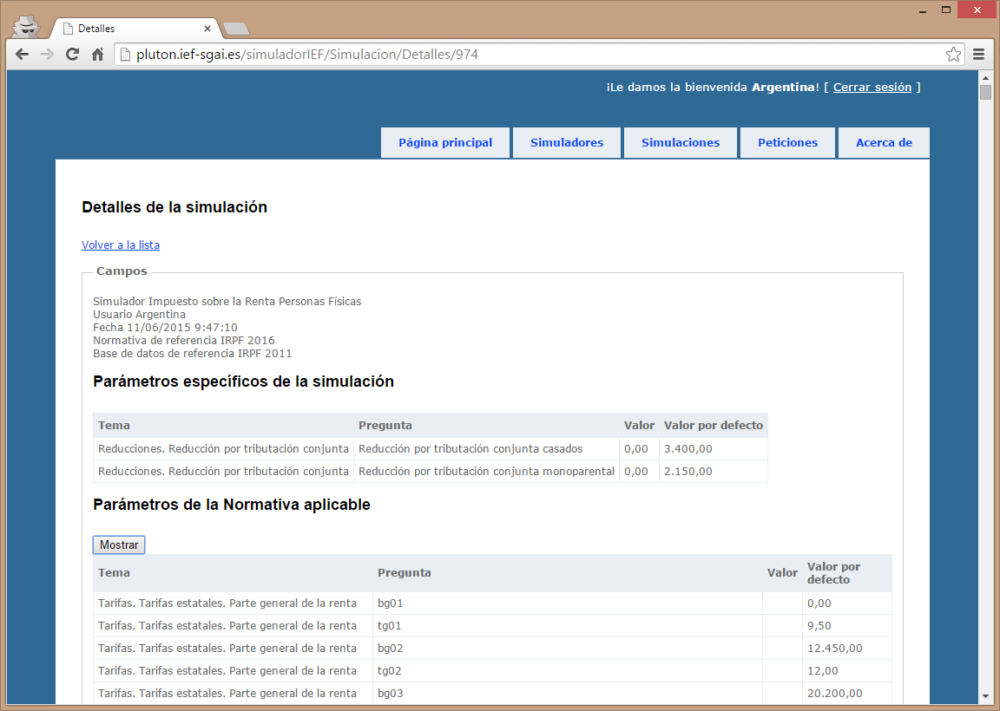 Detalles
pluton.ief-sgai.es/simuladorIEF/Simulacion/Detalles/974
¡Le damos la bienvenida Argentina! [ Cerrar sesión ]
Página principal Simuladores Simulaciones Peticiones Acerca de
Detalles de la simulación
Volver a la lista
Campos
Simulador Impuesto sobre la Renta Personas Físicas
Usuario Argentina
Fecha 11/06/2015 9:47:10
Normativa de referencia IRPF 2016
Base de datos de referencia IRPF 2011
Parámetros específicos de la simulación
Tema Pregunta Valor Valor por defecto
Reducciones. Reducción por tributación conjunta Reducción por tributación conjunta casados 0,00 3.400,00
Reducciones. Reducción por tributación conjunta Reducción por tributación conjunta monoparental 0,00 2.150,00
Parámetros de la Normativa aplicable
Mostrar
Tema Pregunta Valor Valor por
defecto
Tarifas. Tarifas estatales. Parte general de la renta bg01 0,00
Tarifas. Tarifas estatales. Parte general de la renta tg01 9,50
Tarifas. Tarifas estatales. Parte general de la renta bg02 12.450,00
Tarifas. Tarifas estatales. Parte general de la renta tg02 12,00
Tarifas. Tarifas estatales. Parte general de la renta bg03 20.200,00